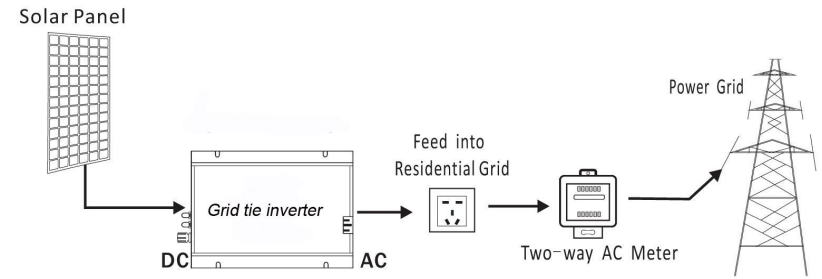 Solar Panel
Power Grid
Feed into
Residential Grid
Grid tie inverter
DC
AC
Two-way AC Meter